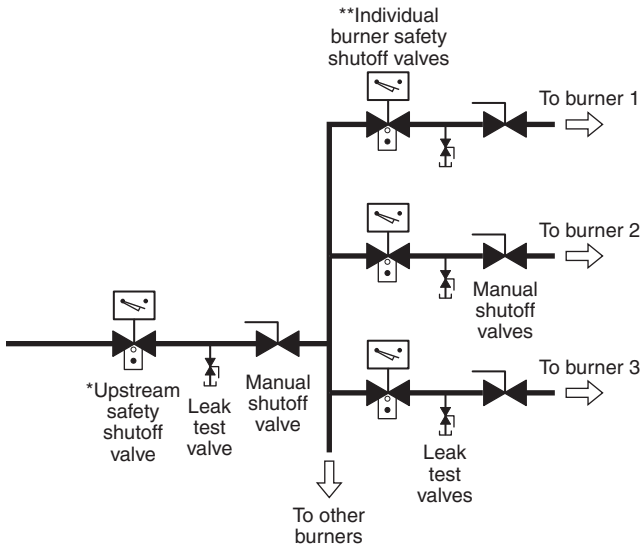 **Individual
burner safety
shutoff valves
To burner 1
To burner 2
Manual
shutoff
valves
*Upstream
safety
shutoff
valve
Leak
test
valve
Manual
shutoff
valve
To burner 3
Leak
test
valves
To other
burners